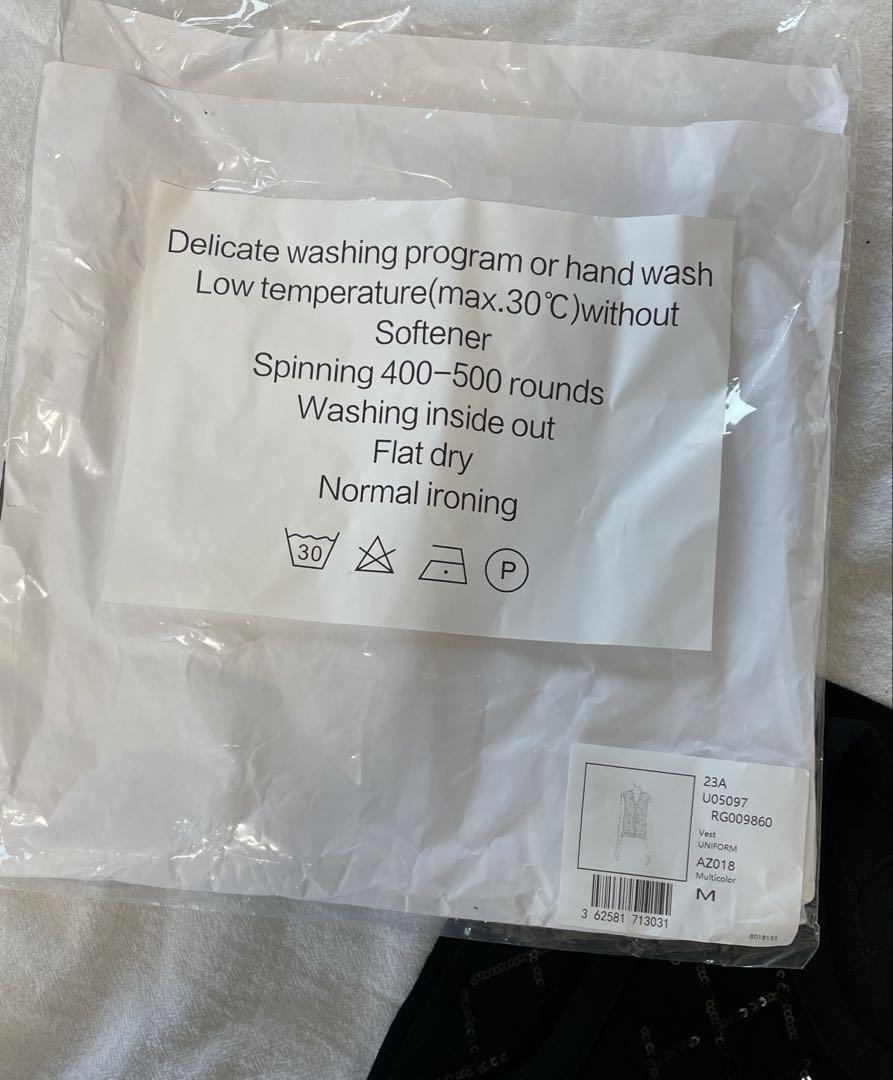 Delicate washing program or hand wash
Low temperature(max.30℃)without
Softener
Spinning 400-500 rounds
Washing inside out
Flat dry
Normal ironing
30
P
23A
U05097
RG009860
Vest
UNIFORM
AZ018
Multicolor
M
3 62581 713031
8018133